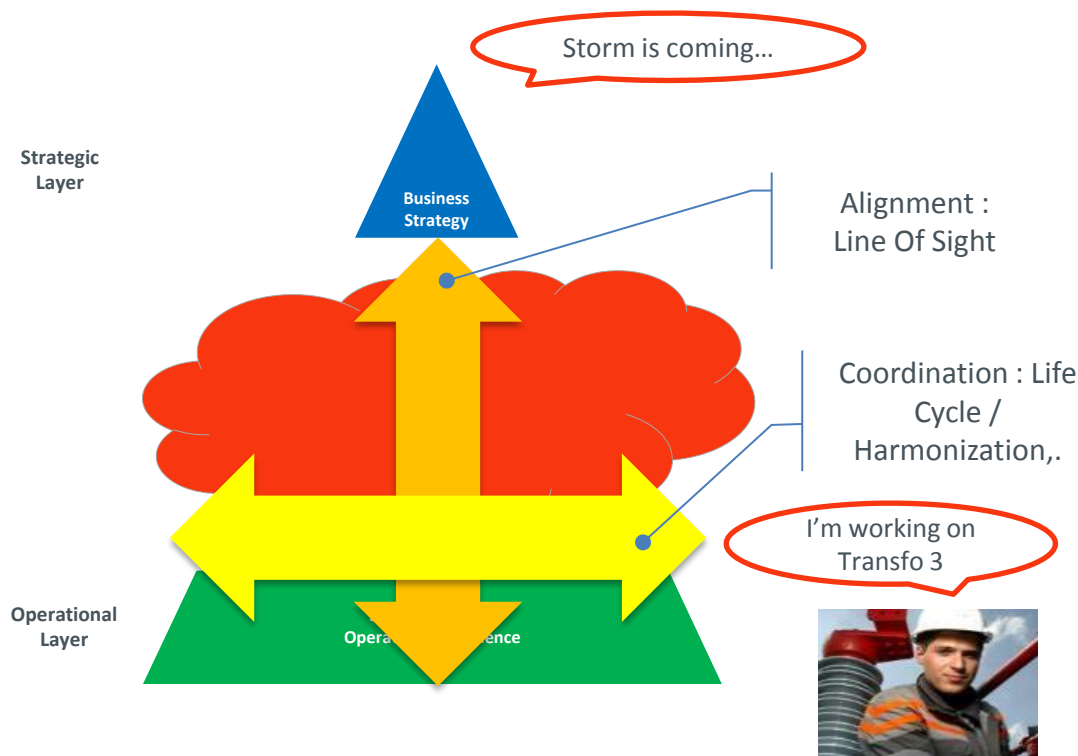 Storm is coming…
Strategic
Layer
Business
Strategy
Alignment :
Line Of Sight
Coordination : Life
Cycle /
Harmonization,.
I'm working on
Transfo 3
Operational
Layer